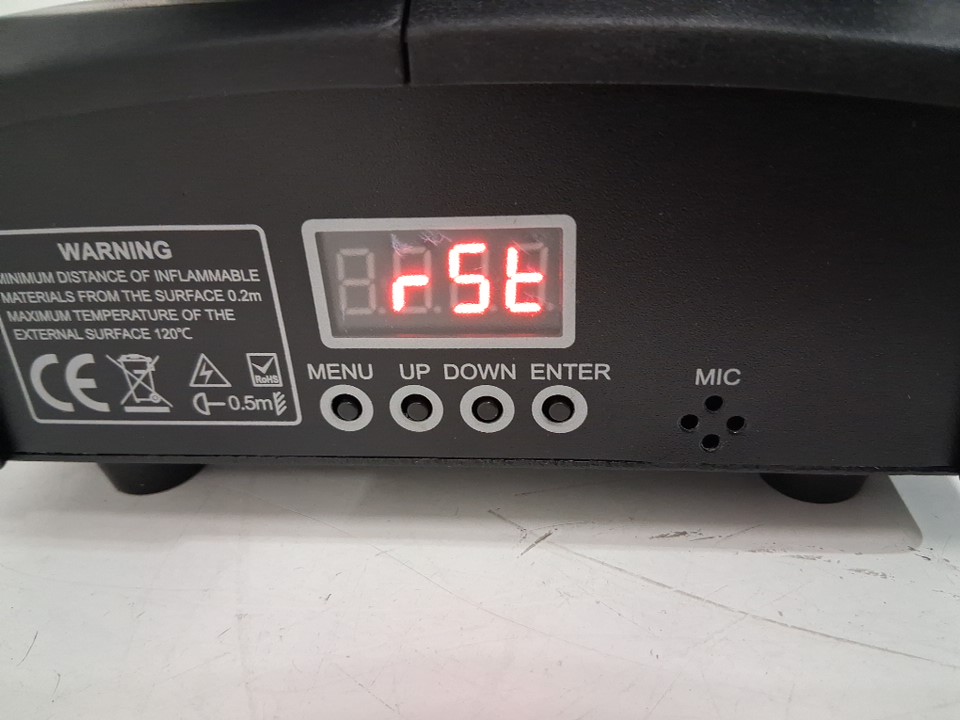 WARNING
MINIMUM DISTANCE OF INFLAMMABLE
MATERIALS FROM THE SURFACE 0.2m
MAXIMUM TEMPERATURE OF THE
EXTERNAL SURFACE 120℃
CE
RoHS
0.5m
rSt
MENU UP DOWN ENTER
MIC